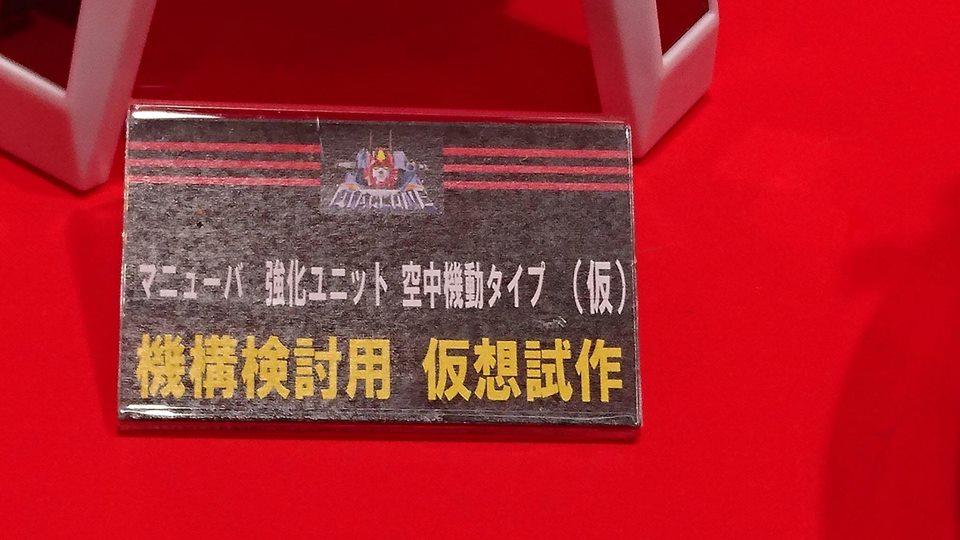 DIACLONE
マニューバ 強化ユニット 空中機動タイプ (仮)
機構検討用 仮想試作